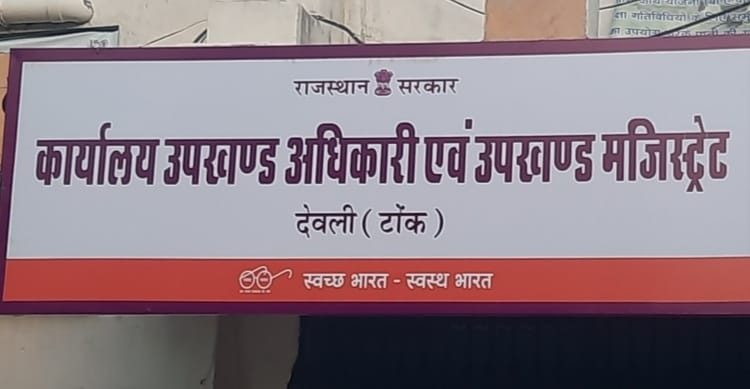 राजस्थान सरकार
कार्यालय उपखण्ड अधिकारी एवं उपखण्ड मजिस्ट्रेट
देवली ( टोंक )
स्वच्छ भारत - स्वस्थ भारत